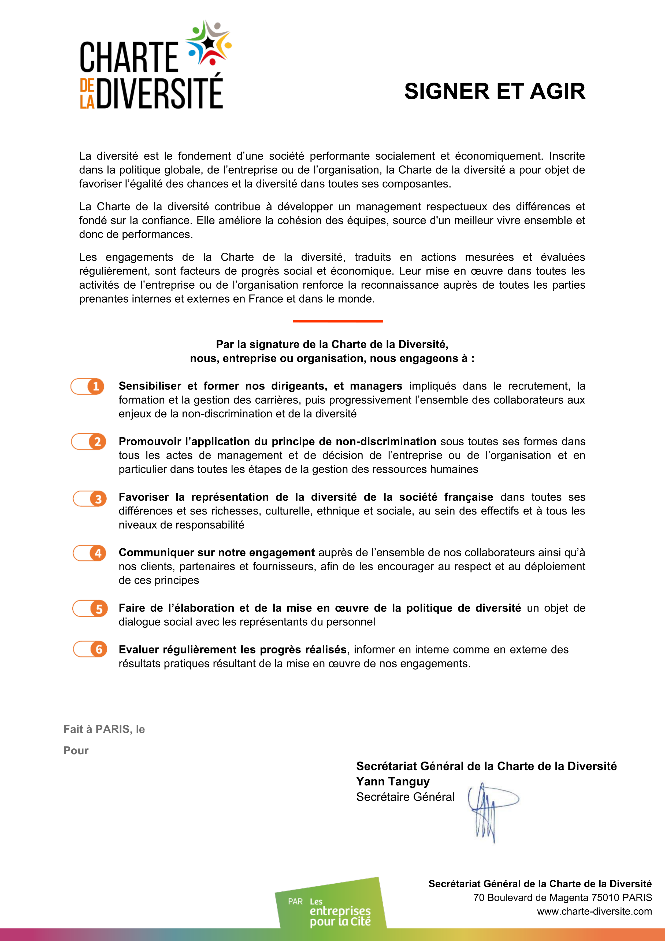 CHARTE
DE LA DIVERSITÉ
SIGNER ET AGIR
La diversité est le fondement d’une société performante socialement et économiquement. Inscrite
dans la politique globale, de l’entreprise ou de l’organisation, la Charte de la diversité a pour objet de
favoriser l’égalité des chances et la diversité dans toutes ses composantes.
La Charte de la diversité contribue à développer un management respectueux des différences et
fondé sur la confiance. Elle améliore la cohésion des équipes, source d’un meilleur vivre ensemble et
donc de performances.
Les engagements de la Charte de la diversité, traduits en actions mesurées et évaluées
régulièrement, sont facteurs de progrès social et économique. Leur mise en œuvre dans toutes les
activités de l’entreprise ou de l’organisation renforce la reconnaissance auprès de toutes les parties
prenantes internes et externes en France et dans le monde.
Par la signature de la Charte de la Diversité,
nous, entreprise ou organisation, nous engageons à :
1 Sensibiliser et former nos dirigeants, et managers impliqués dans le recrutement, la
formation et la gestion des carrières, puis progressivement l’ensemble des collaborateurs aux
enjeux de la non-discrimination et de la diversité
2 Promouvoir l’application du principe de non-discrimination sous toutes ses formes dans
tous les actes de management et de décision de l’entreprise ou de l’organisation et en
particulier dans toutes les étapes de la gestion des ressources humaines
3 Favoriser la représentation de la diversité de la société française dans toutes ses
différences et ses richesses, culturelle, ethnique et sociale, au sein des effectifs et à tous les
niveaux de responsabilité
4 Communiquer sur notre engagement auprès de l’ensemble de nos collaborateurs ainsi qu’à
nos clients, partenaires et fournisseurs, afin de les encourager au respect et au déploiement
de ces principes
5 Faire de l’élaboration et de la mise en œuvre de la politique de diversité un objet de
dialogue social avec les représentants du personnel
6 Evaluer régulièrement les progrès réalisés, informer en interne comme en externe des
résultats pratiques résultant de la mise en œuvre de nos engagements.
Fait à PARIS, le
Pour
Secrétariat Général de la Charte de la Diversité
Yann Tanguy
Secrétaire Général
PAR Les
entreprises
pour la Cité
Secrétariat Général de la Charte de la Diversité
70 Boulevard de Magenta 75010 PARIS
www.charte-diversite.com